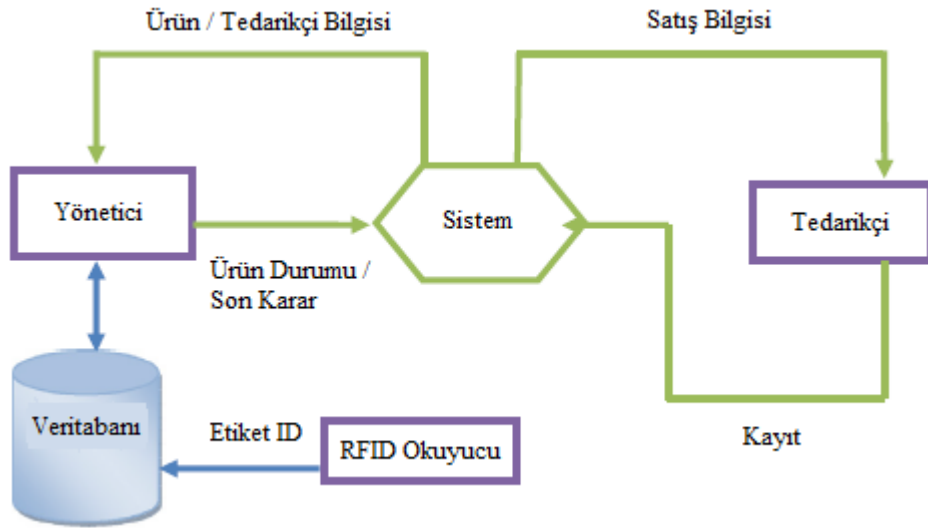 Ürün / Tedarikçi Bilgisi
Satış Bilgisi
Yönetici
Sistem
Tedarikçi
Ürün Durumu /
Son Karar
Veritabanı
Etiket ID
RFID Okuyucu
Kayıt